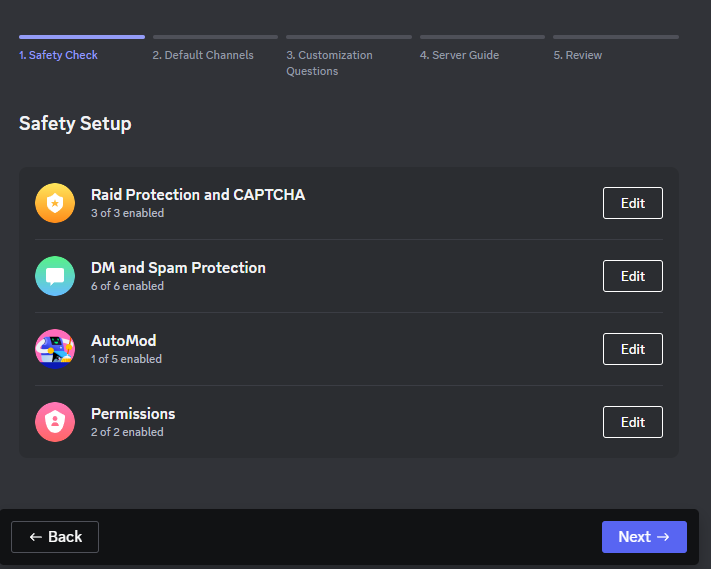 1. Safety Check
2. Default Channels
3. Customization
Questions
4. Server Guide
5. Review
Safety Setup
Raid Protection and CAPTCHA
3 of 3 enabled
Edit
DM and Spam Protection
6 of 6 enabled
Edit
AutoMod
1 of 5 enabled
Edit
Permissions
2 of 2 enabled
Edit
← Back
Next →